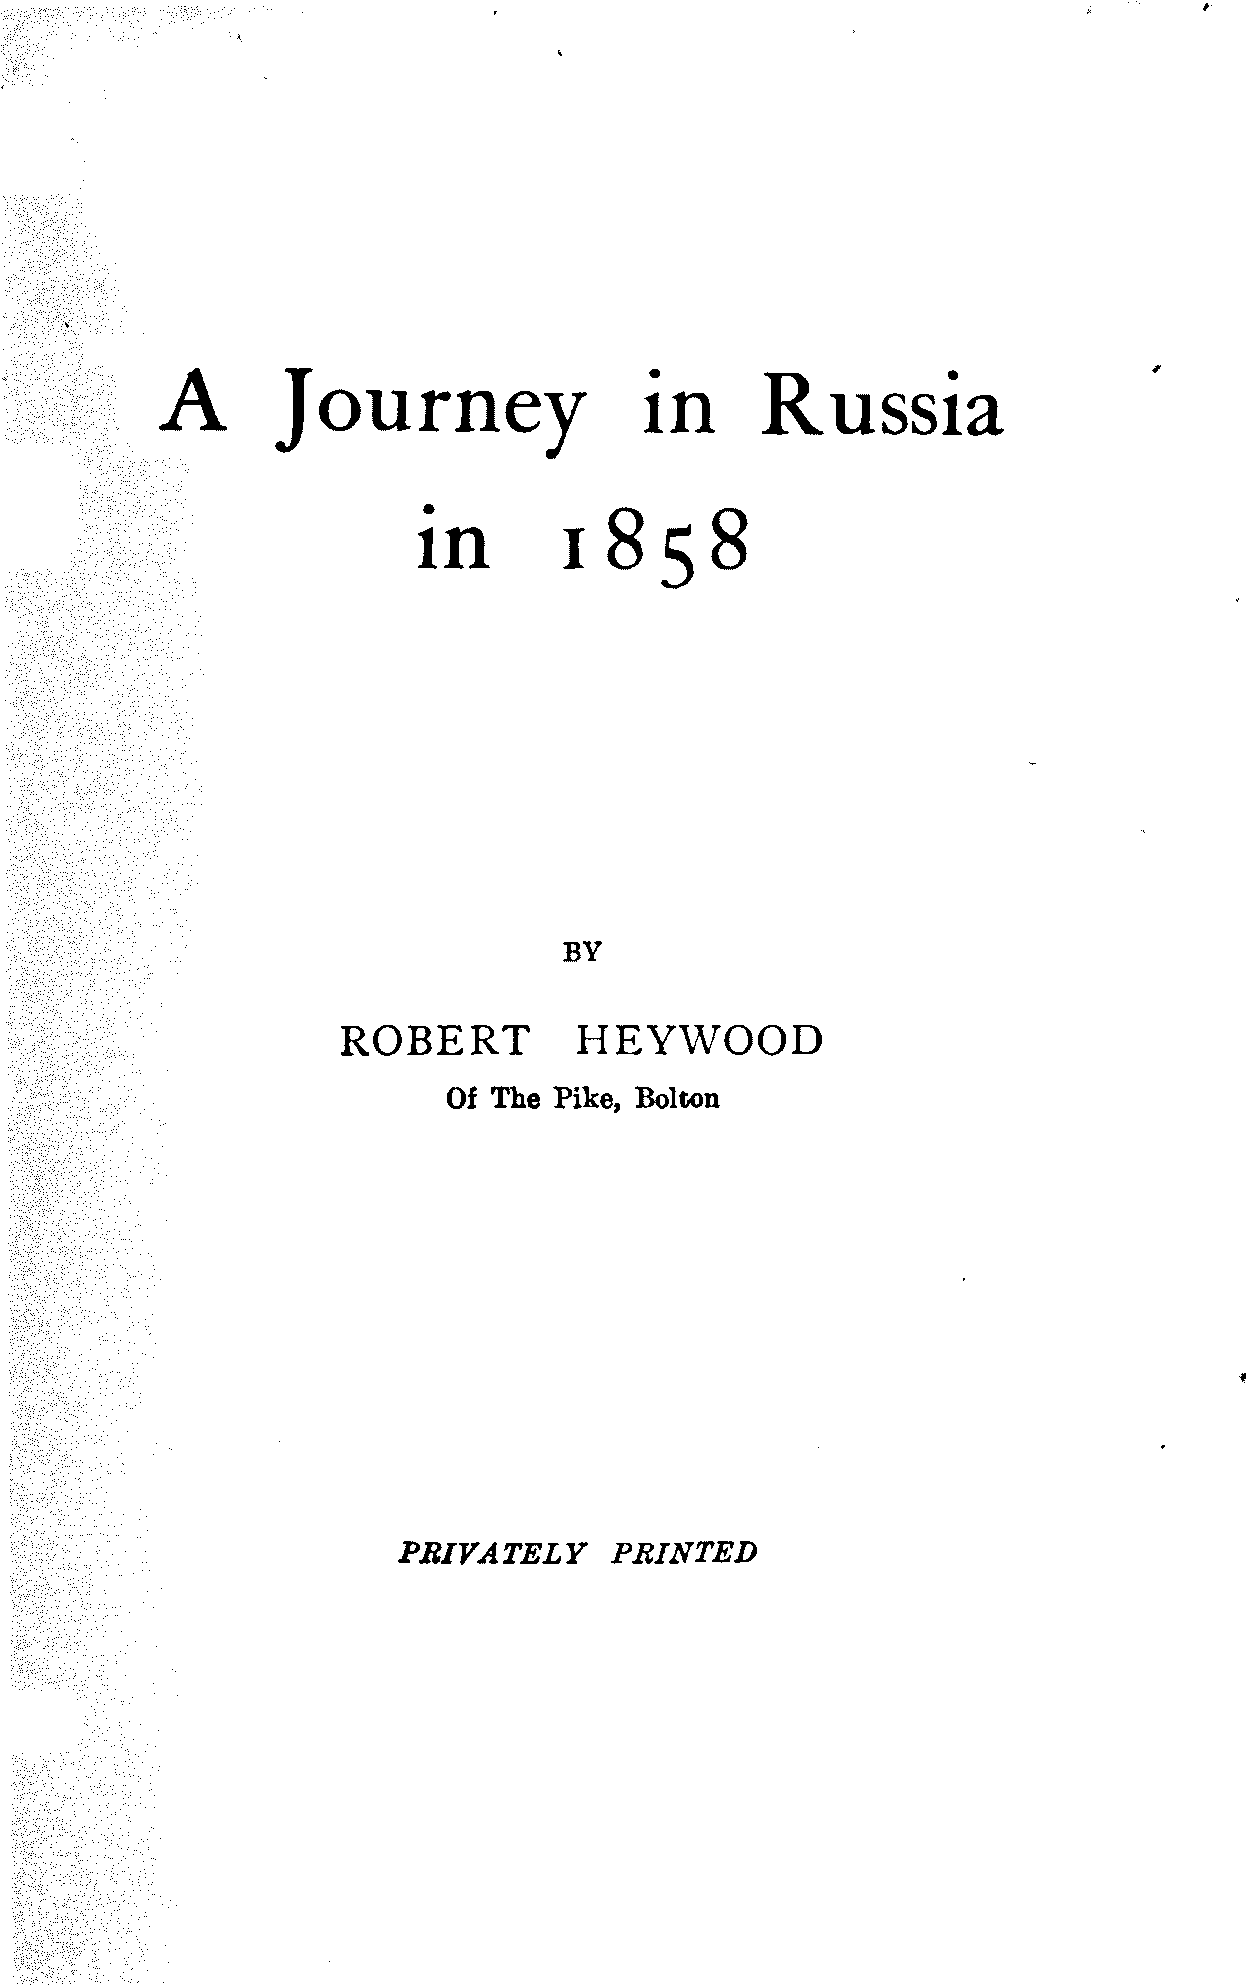 A Journey in Russia
in 1858
BY
ROBERT HEYWOOD
Of The Pike, Bolton
PRIVATELY PRINTED